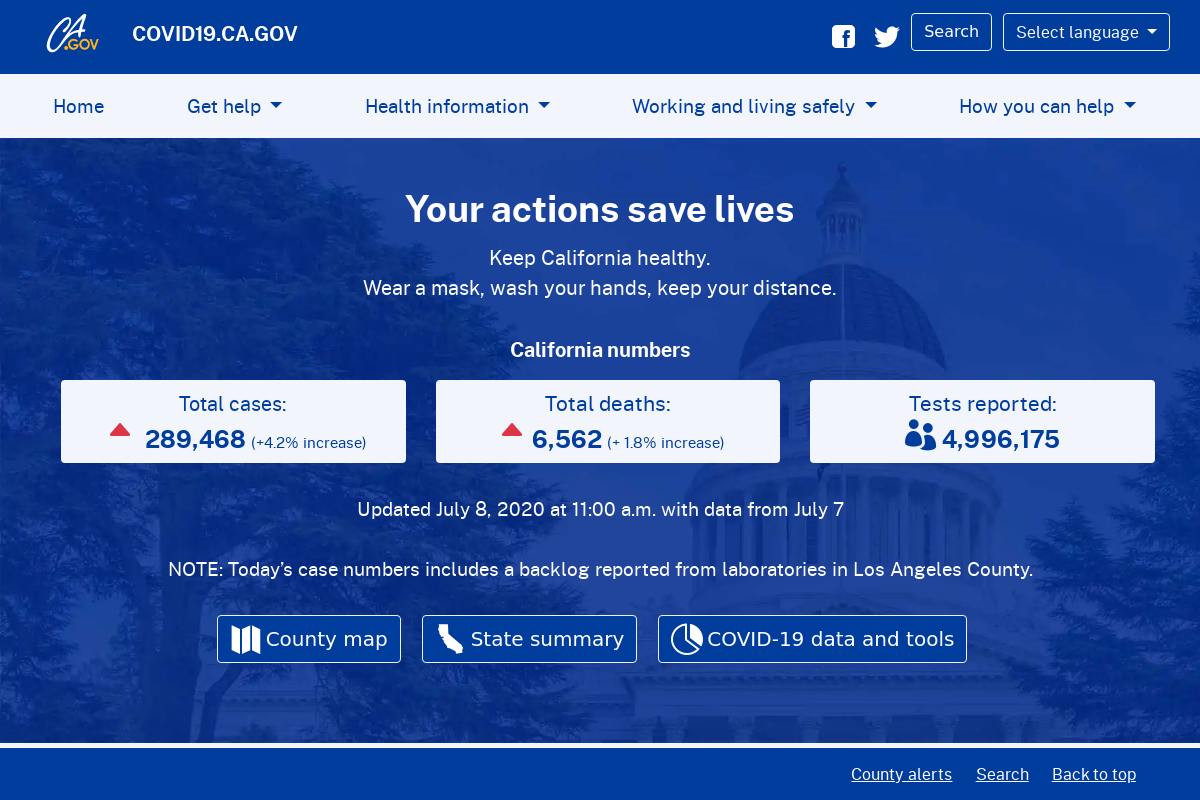 CA.GOV
COVID19.CA.GOV
Search
Select language
Home
Get help
Health information
Working and living safely
How you can help
Your actions save lives
Keep California healthy.
Wear a mask, wash your hands, keep your distance.
California numbers
Total cases:
289,468 (+4.2% increase)
Total deaths:
6,562 (+ 1.8% increase)
Tests reported:
4,996,175
Updated July 8, 2020 at 11:00 a.m. with data from July 7
NOTE: Today’s case numbers includes a backlog reported from laboratories in Los Angeles County.
County map
State summary
COVID-19 data and tools
County alerts
Search
Back to top